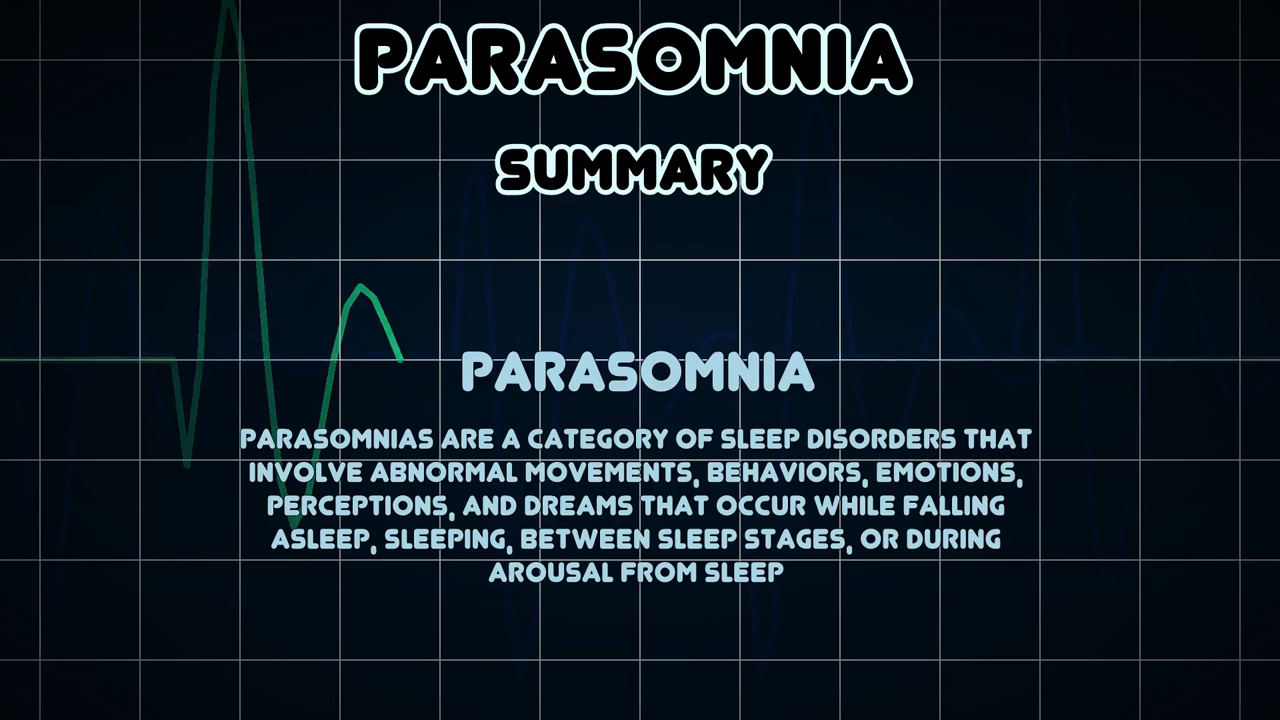 PARASOMNIA
SUMMARY
PARASOMNIA
PARASOMNIAS ARE A CATEGORY OF SLEEP DISORDERS THAT
INVOLVE ABNORMAL MOVEMENTS, BEHAVIORS, EMOTIONS,
PERCEPTIONS, AND DREAMS THAT OCCUR WHILE FALLING
ASLEEP, SLEEPING, BETWEEN SLEEP STAGES, OR DURING
AROUSAL FROM SLEEP